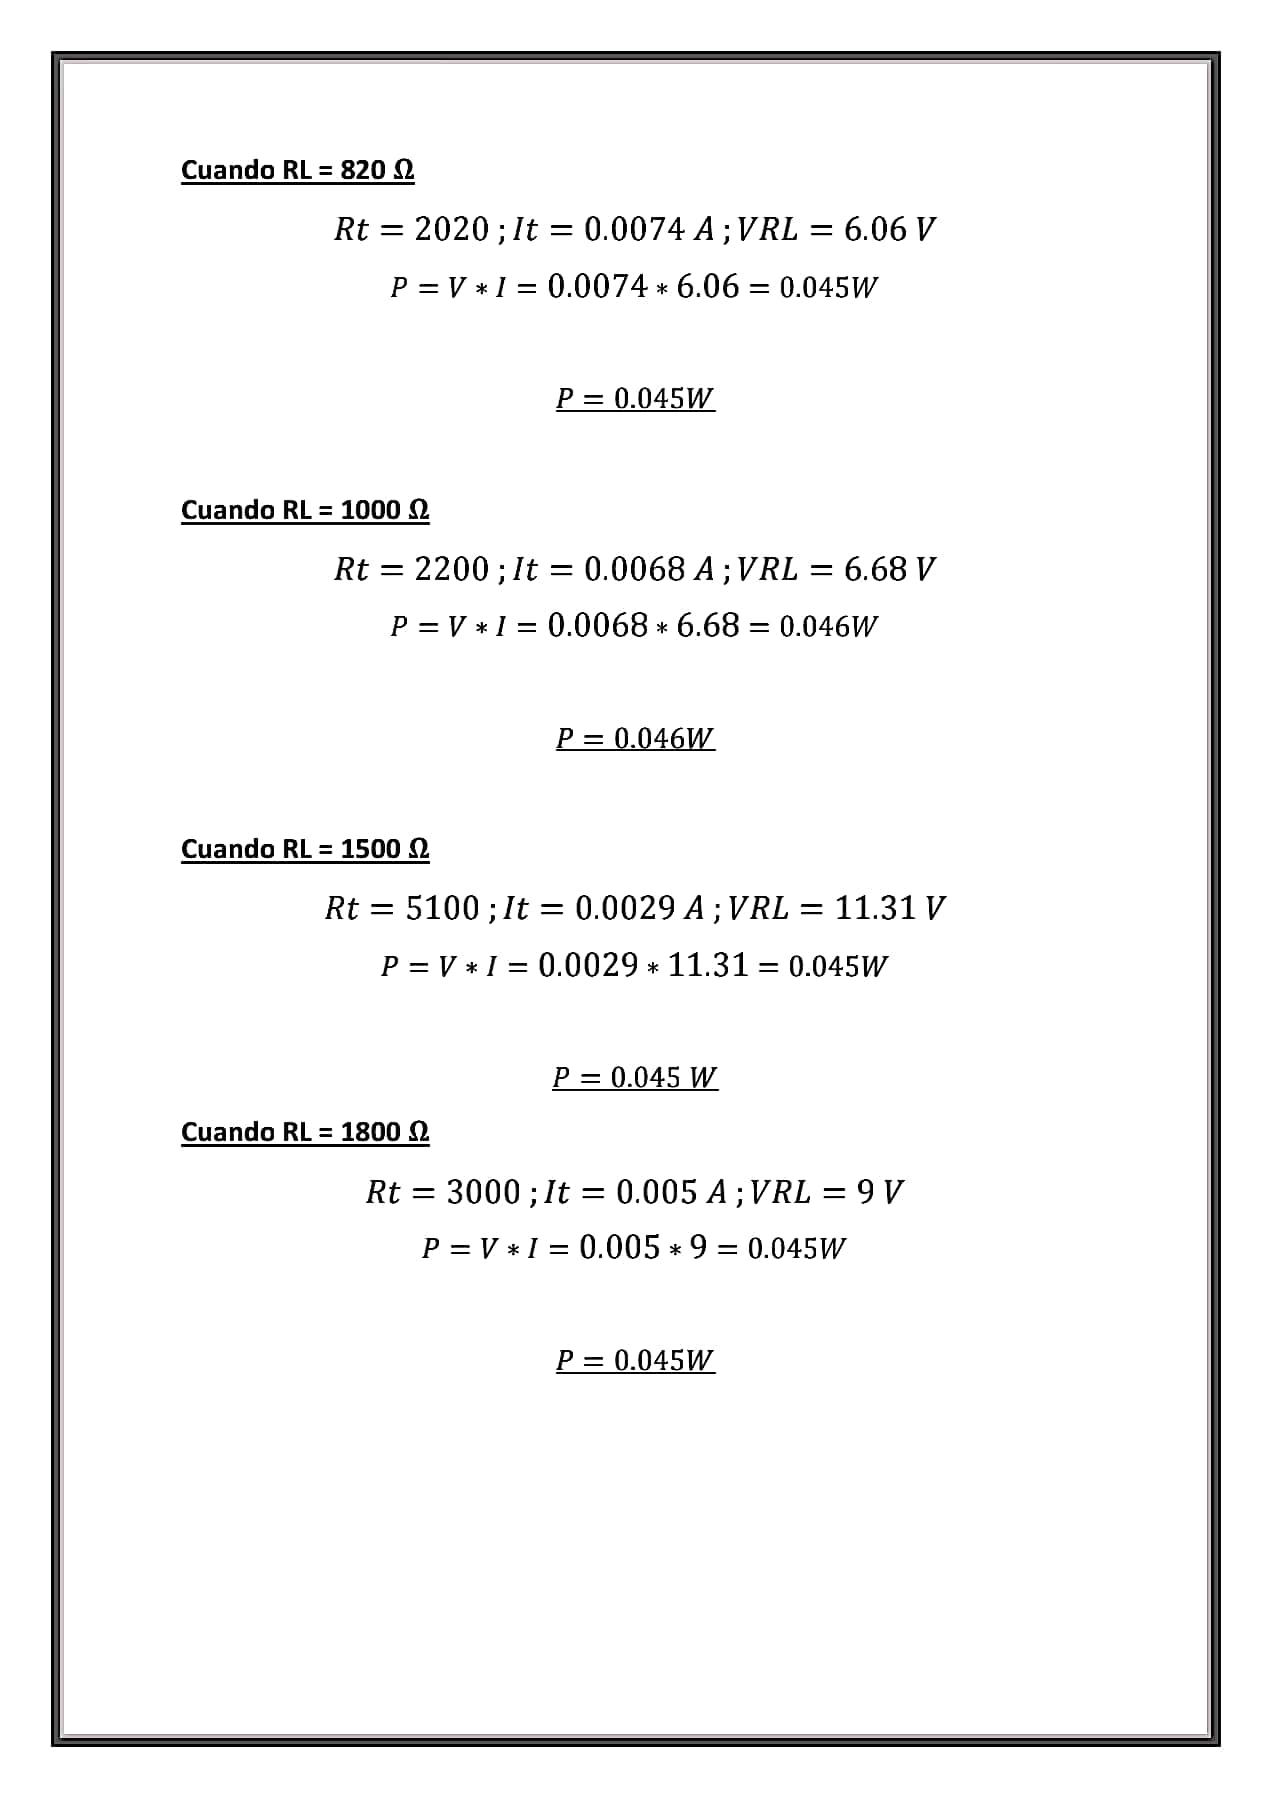 Cuando RL = 820 Ω
Rt = 2020 ; It = 0.0074 A ; VRL = 6.06 V
P = V ∗ I = 0.0074 ∗ 6.06 = 0.045W
P = 0.045W
Cuando RL = 1000 Ω
Rt = 2200 ; It = 0.0068 A ; VRL = 6.68 V
P = V ∗ I = 0.0068 ∗ 6.68 = 0.046W
P = 0.046W
Cuando RL = 1500 Ω
Rt = 5100 ; It = 0.0029 A ; VRL = 11.31 V
P = V ∗ I = 0.0029 ∗ 11.31 = 0.045W
P = 0.045 W
Cuando RL = 1800 Ω
Rt = 3000 ; It = 0.005 A ; VRL = 9 V
P = V ∗ I = 0.005 ∗ 9 = 0.045W
P = 0.045W